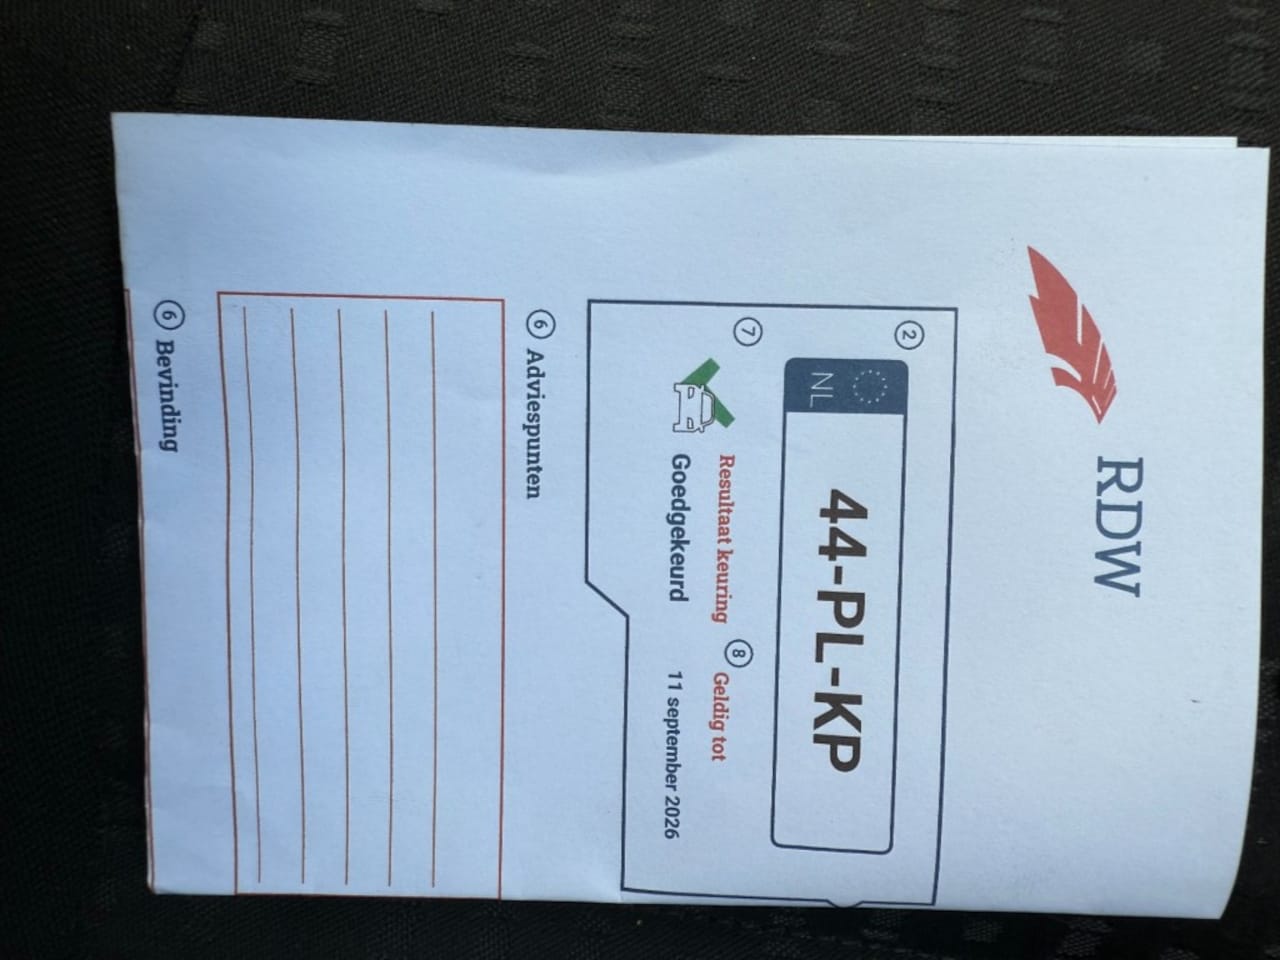 RDW
2
NL
44-PL-KP
7 Resultaat keuring
Goedgekeurd
8 Geldig tot
11 september 2026
6 Adviespunten
6 Bevinding